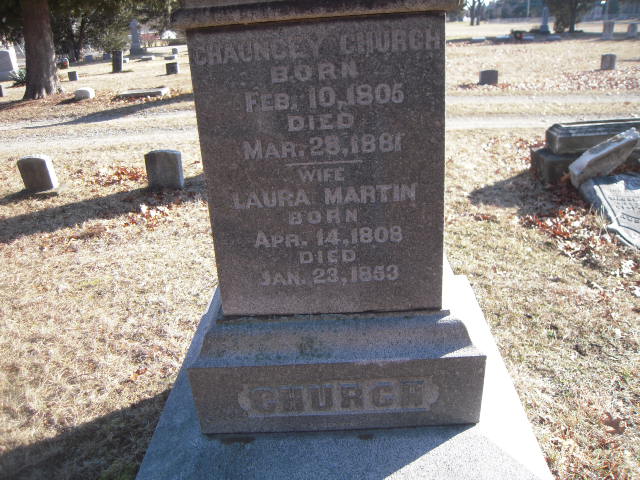 CHAUNCEY CHURCH
BORN
FEB. 10, 1805
DIED
MAR. 28, 1881
WIFE
LAURA MARTIN
BORN
APR. 14, 1808
DIED
JAN. 23, 1853
CHURCH